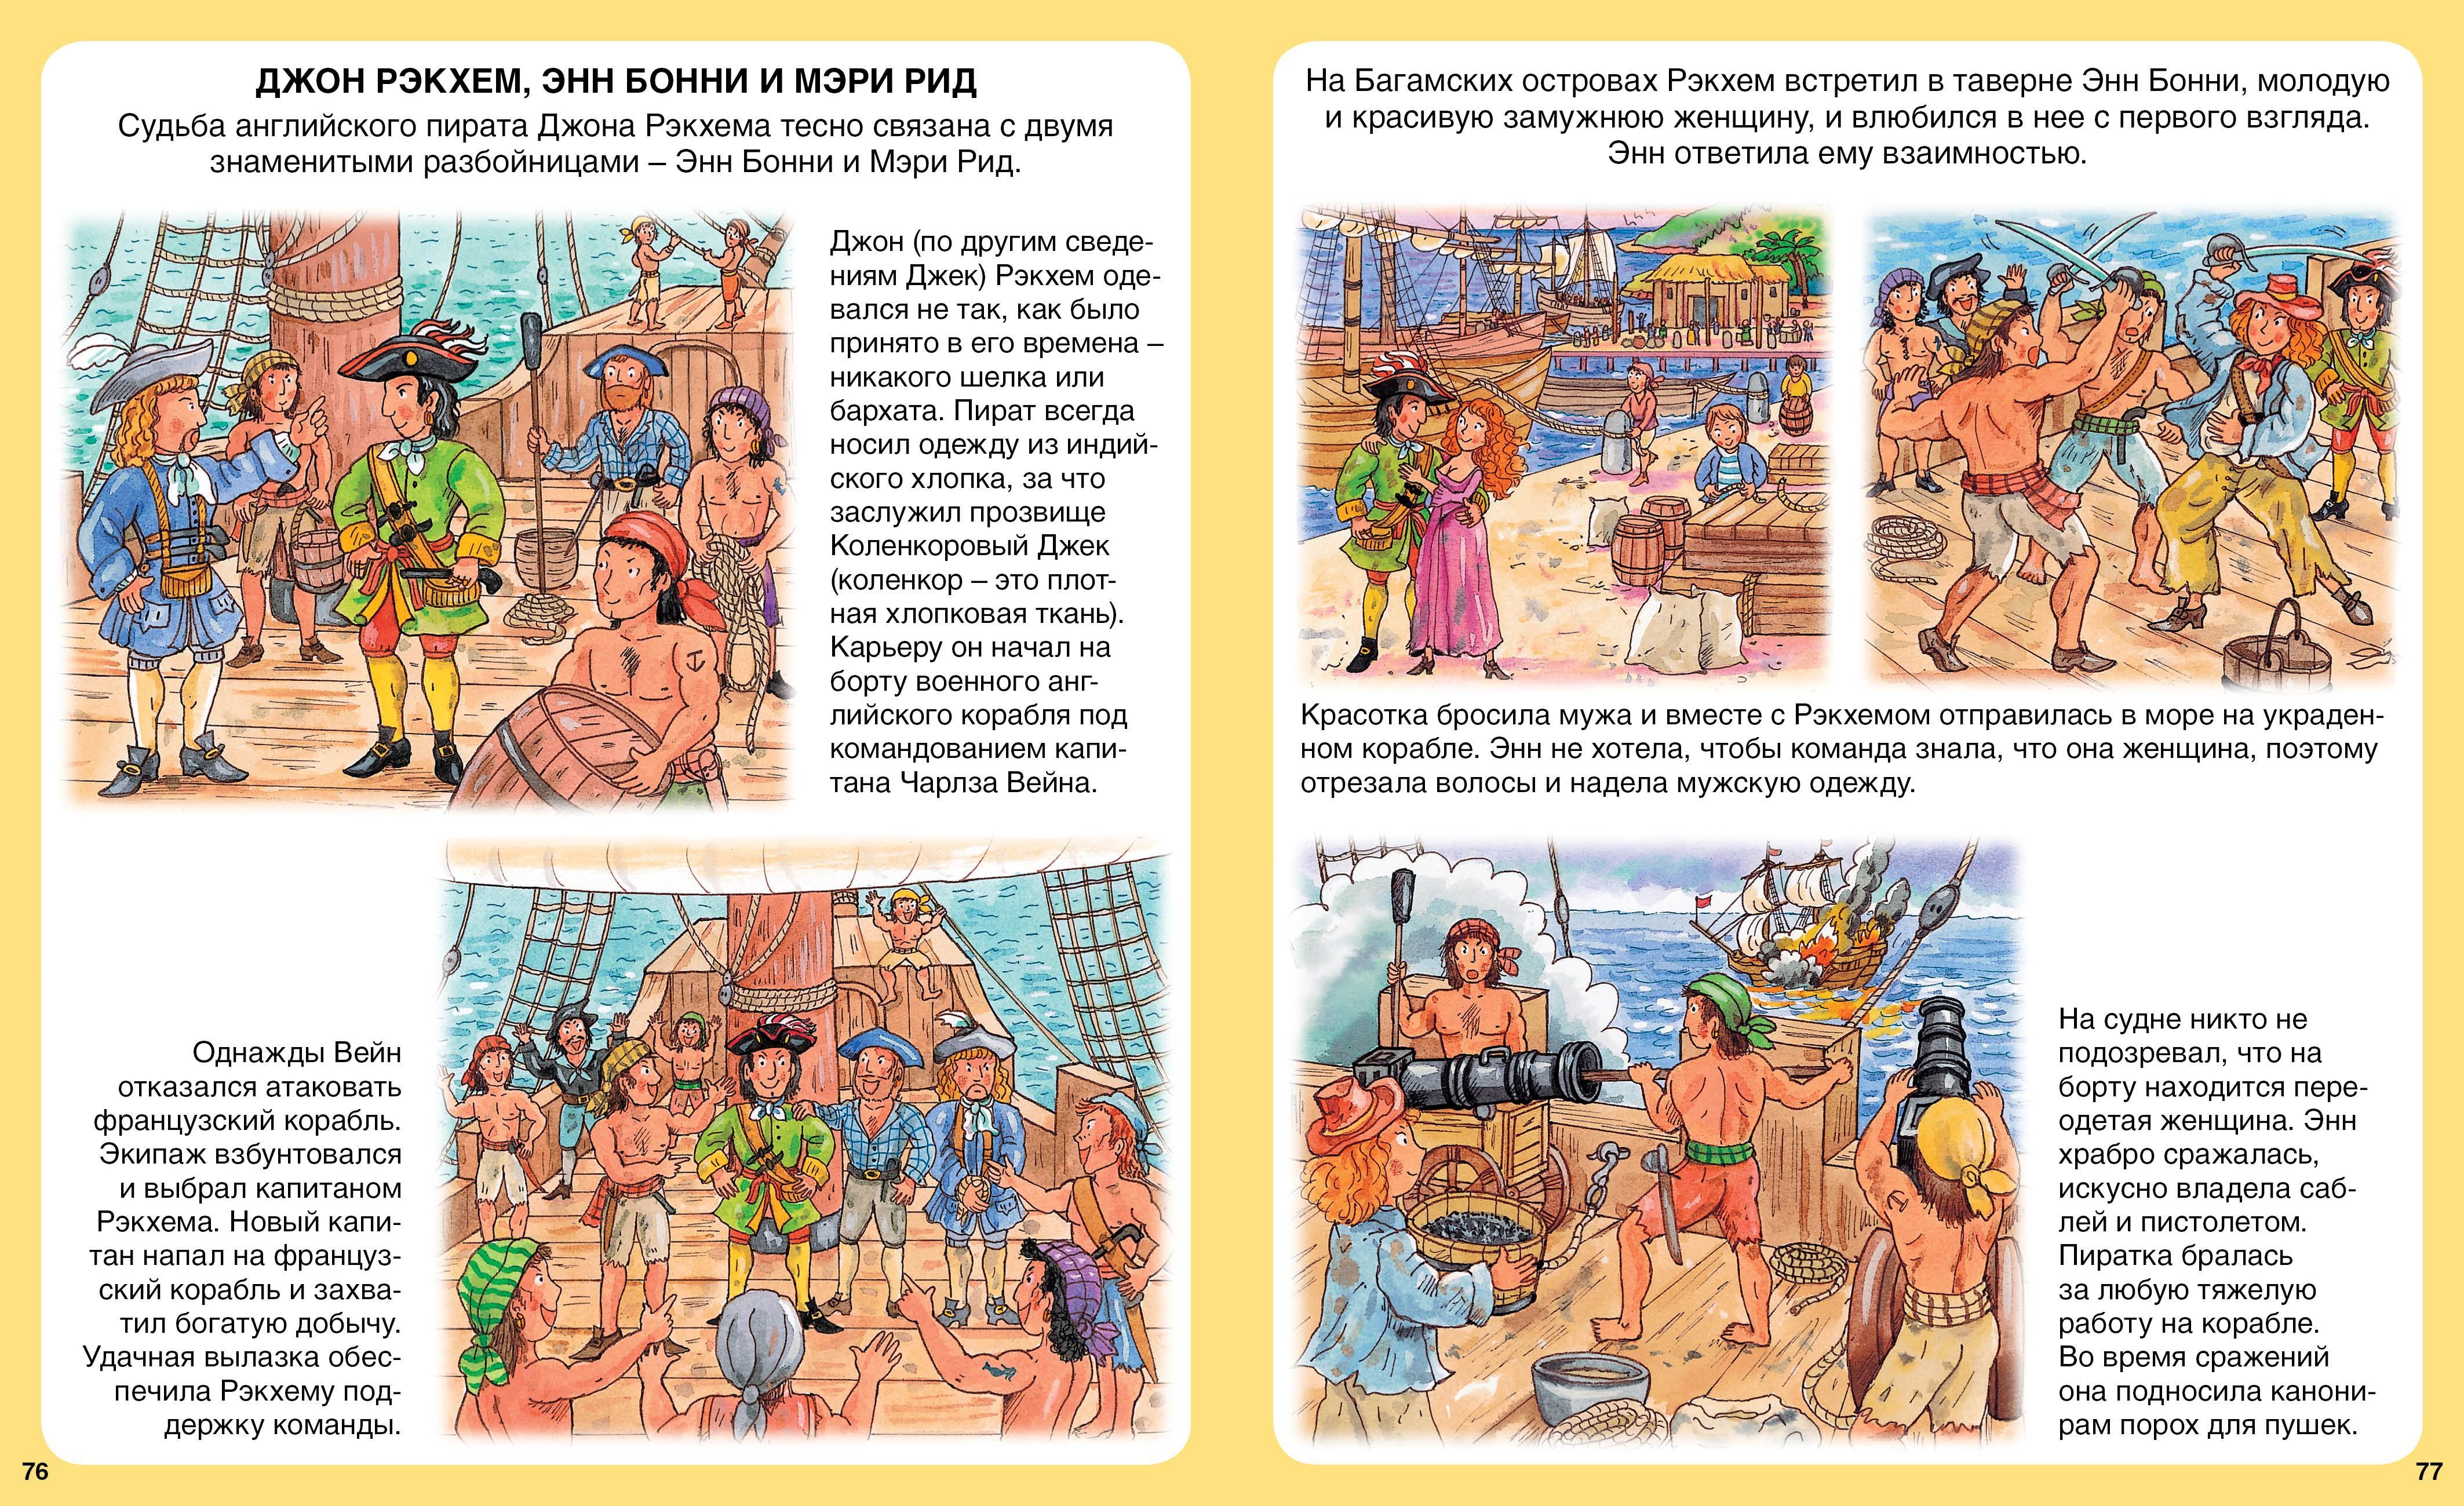 ДЖОН РЭКХЕМ, ЭНН БОННИ И МЭРИ РИД
Судьба английского пирата Джона Рэкхема тесно связана с двумя
знаменитыми разбойницами – Энн Бонни и Мэри Рид.
Джон (по другим сведе-
ниям Джек) Рэкхем оде-
вался не так, как было
принято в его времена –
никакого шелка или
бархата. Пират всегда
носил одежду из индий-
ского хлопка, за что
заслужил прозвище
Коленкоровый Джек
(коленкор – это плот-
ная хлопковая ткань).
Карьеру он начал на
борту военного анг-
лийского корабля под
командованием капи-
тана Чарлза Вейна.
Однажды Вейн
отказался атаковать
французский корабль.
Экипаж взбунтовался
и выбрал капитаном
Рэкхема. Новый капи-
тан напал на француз-
ский корабль и захва-
тил богатую добычу.
Удачная вылазка обес-
печила Рэкхему под-
держку команды.
76
На Багамских островах Рэкхем встретил в таверне Энн Бонни, молодую
и красивую замужнюю женщину, и влюбился в нее с первого взгляда.
Энн ответила ему взаимностью.
Красотка бросила мужа и вместе с Рэкхемом отправилась в море на украден-
ном корабле. Энн не хотела, чтобы команда знала, что она женщина, поэтому
отрезала волосы и надела мужскую одежду.
На судне никто не
подозревал, что на
борту находится пере-
одетая женщина. Энн
храбро сражалась,
искусно владела саб-
лей и пистолетом.
Пиратка бралась
за любую тяжелую
работу на корабле.
Во время сражений
она подносила канони-
рам порох для пушек.
77